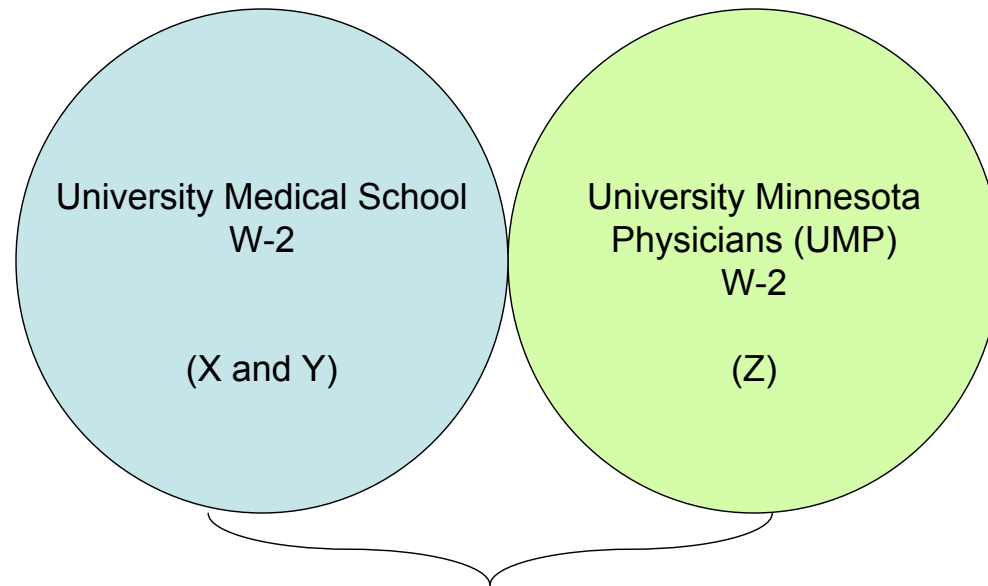 University Medical School
W-2
(X and Y)
University Minnesota
Physicians (UMP)
W-2
(Z)